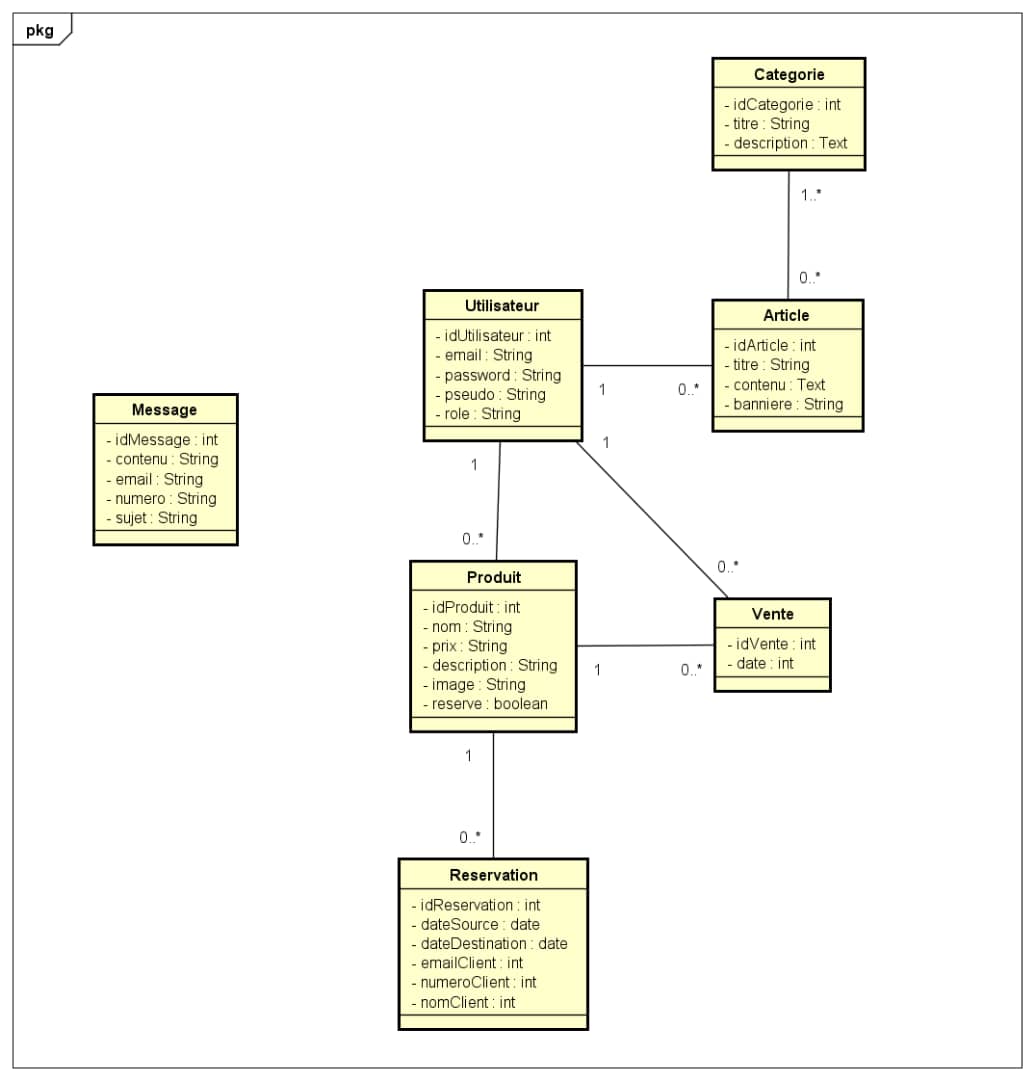 pkg
Categorie
- idCategorie : int
- titre : String
- description : Text
1..*
0..*
Utilisateur
- idUtilisateur : int
- email : String
- password : String
- pseudo : String
- role : String
Article
- idArticle : int
- titre : String
- contenu : Text
- banniere : String
1
0..*
Message
- idMessage : int
- contenu : String
- email : String
- numero : String
- sujet : String
1
1
0..*
0..*
Produit
- idProduit : int
- nom : String
- prix : String
- description : String
- image : String
- reserve : boolean
Vente
- idVente : int
- date : int
1
0..*
1
0..*
Reservation
- idReservation : int
- dateSource : date
- dateDestination : date
- emailClient : int
- numeroClient : int
- nomClient : int